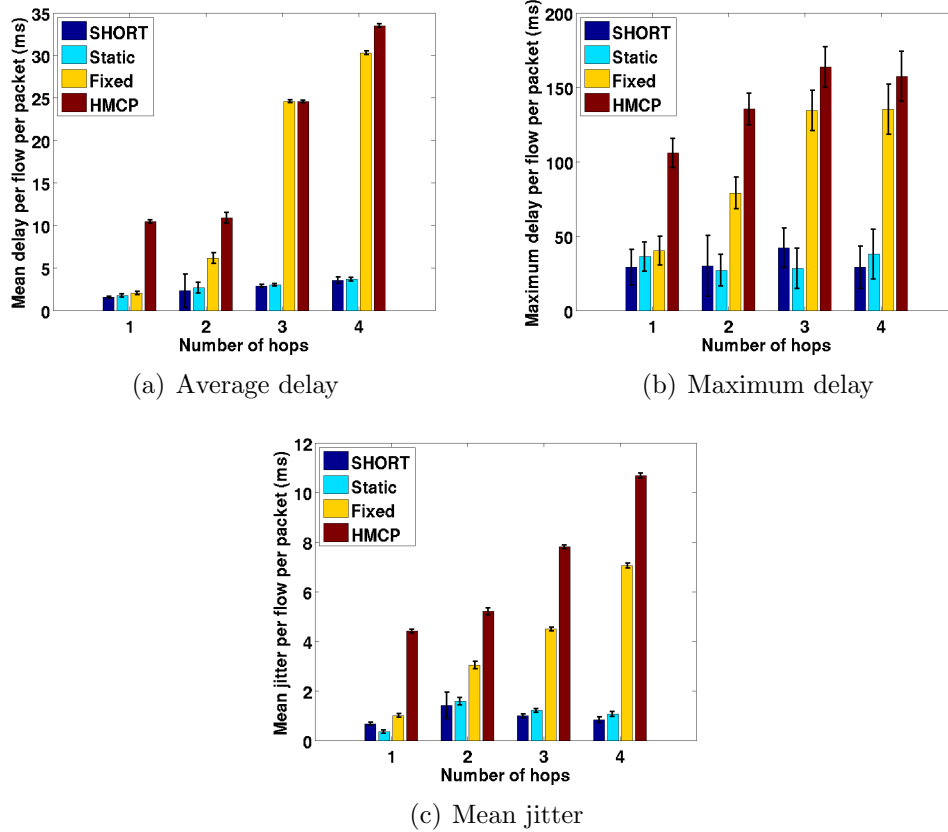 Mean delay per flow per packet (ms)
35
30
25
20
15
10
5
0
SHORT
Static
Fixed
HMCP
1 2 3 4
Number of hops
(a) Average delay
Maximum delay per flow per packet (ms)
200
150
100
50
0
SHORT
Static
Fixed
HMCP
1 2 3 4
Number of hops
(b) Maximum delay
Mean jitter per flow per packet (ms)
12
10
8
6
4
2
0
SHORT
Static
Fixed
HMCP
1 2 3 4
Number of hops
(c) Mean jitter